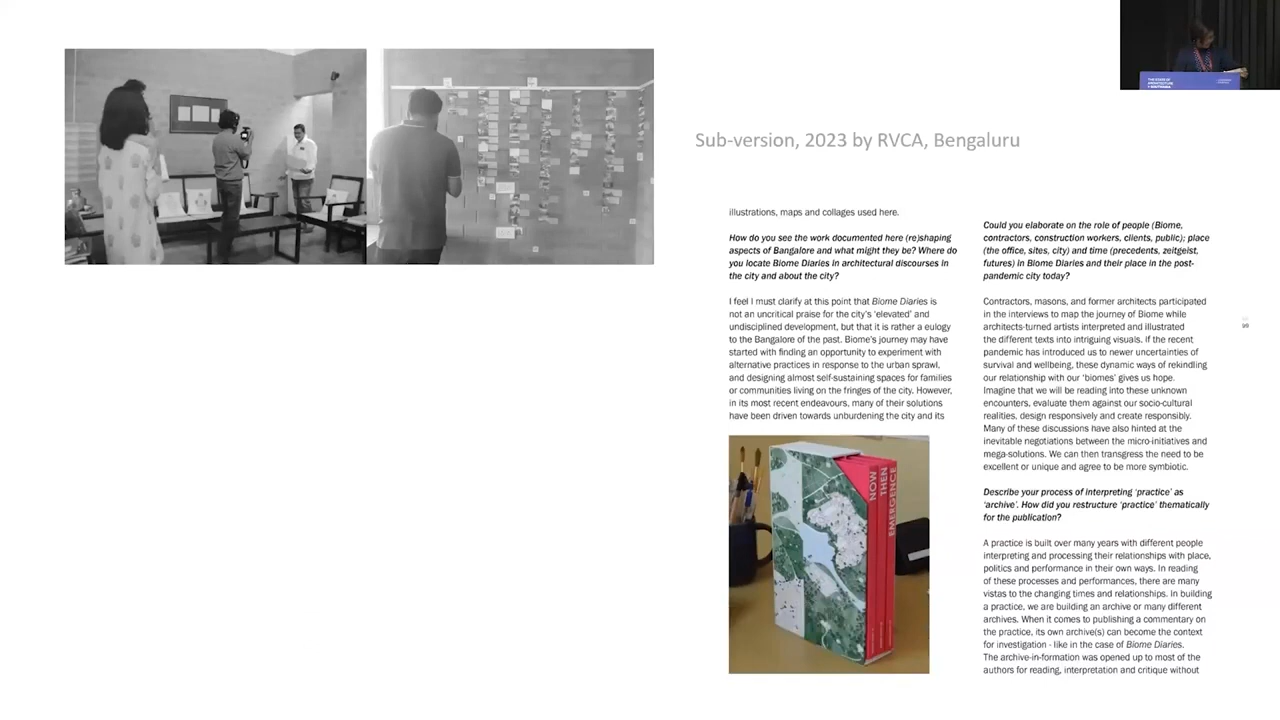 THE STATE OF
ARCHITECTURE
Sub-version, 2023 by RVCA, Bengaluru
illustrations, maps and collages used here.
How do you see the work documented here (re)shaping
aspects of Bangalore and what might they be? Where do
you locate Biome Diaries in architectural discourses in
the city and about the city?
I feel I must clarify at this point that Biome Diaries is
not an uncritical praise for the city's 'elevated' and
undisciplined development, but that it is rather a eulogy
to the Bangalore of the past. Biome's journey may have
started with finding an opportunity to experiment with
alternative practices in response to the urban sprawl,
and designing almost self-sustaining spaces for families
or communities living on the fringes of the city. However,
in its most recent endeavours, many of their solutions
have been driven towards unburdening the city and its
NOW
THEN
EMERGENCE
Could you elaborate on the role of people (Biome,
contractors, construction workers, clients, public); place
(the office, sites, city) and time (precedents, zeitgeist,
futures) in Biome Diaries and their place in the post-
pandemic city today?
Contractors, masons, and former architects participated
in the interviews to map the journey of Biome while
architects-turned artists interpreted and illustrated
the different texts into intriguing visuals. If the recent
pandemic has introduced us to newer uncertainties of
survival and wellbeing, these dynamic ways of rekindling
our relationship with our 'biomes' gives us hope.
Imagine that we will be reading into these unknown
encounters, evaluate them against our socio-cultural
realities, design responsively and create responsibly.
Many of these discussions have also hinted at the
inevitable negotiations between the micro-initiatives and
mega-solutions. We can then transgress the need to be
excellent or unique and agree to be more symbiotic.
Describe your process of interpreting 'practice' as
'archive'. How did you restructure 'practice' thematically
for the publication?
A practice is built over many years with different people
interpreting and processing their relationships with place,
politics and performance in their own ways. In reading
of these processes and performances, there are many
vistas to the changing times and relationships. In building
a practice, we are building an archive or many different
archives. When it comes to publishing a commentary on
the practice, its own archive(s) can become the context
for investigation - like in the case of Biome Diaries.
The archive-in-formation was opened up to most of the
authors for reading, interpretation and critique without